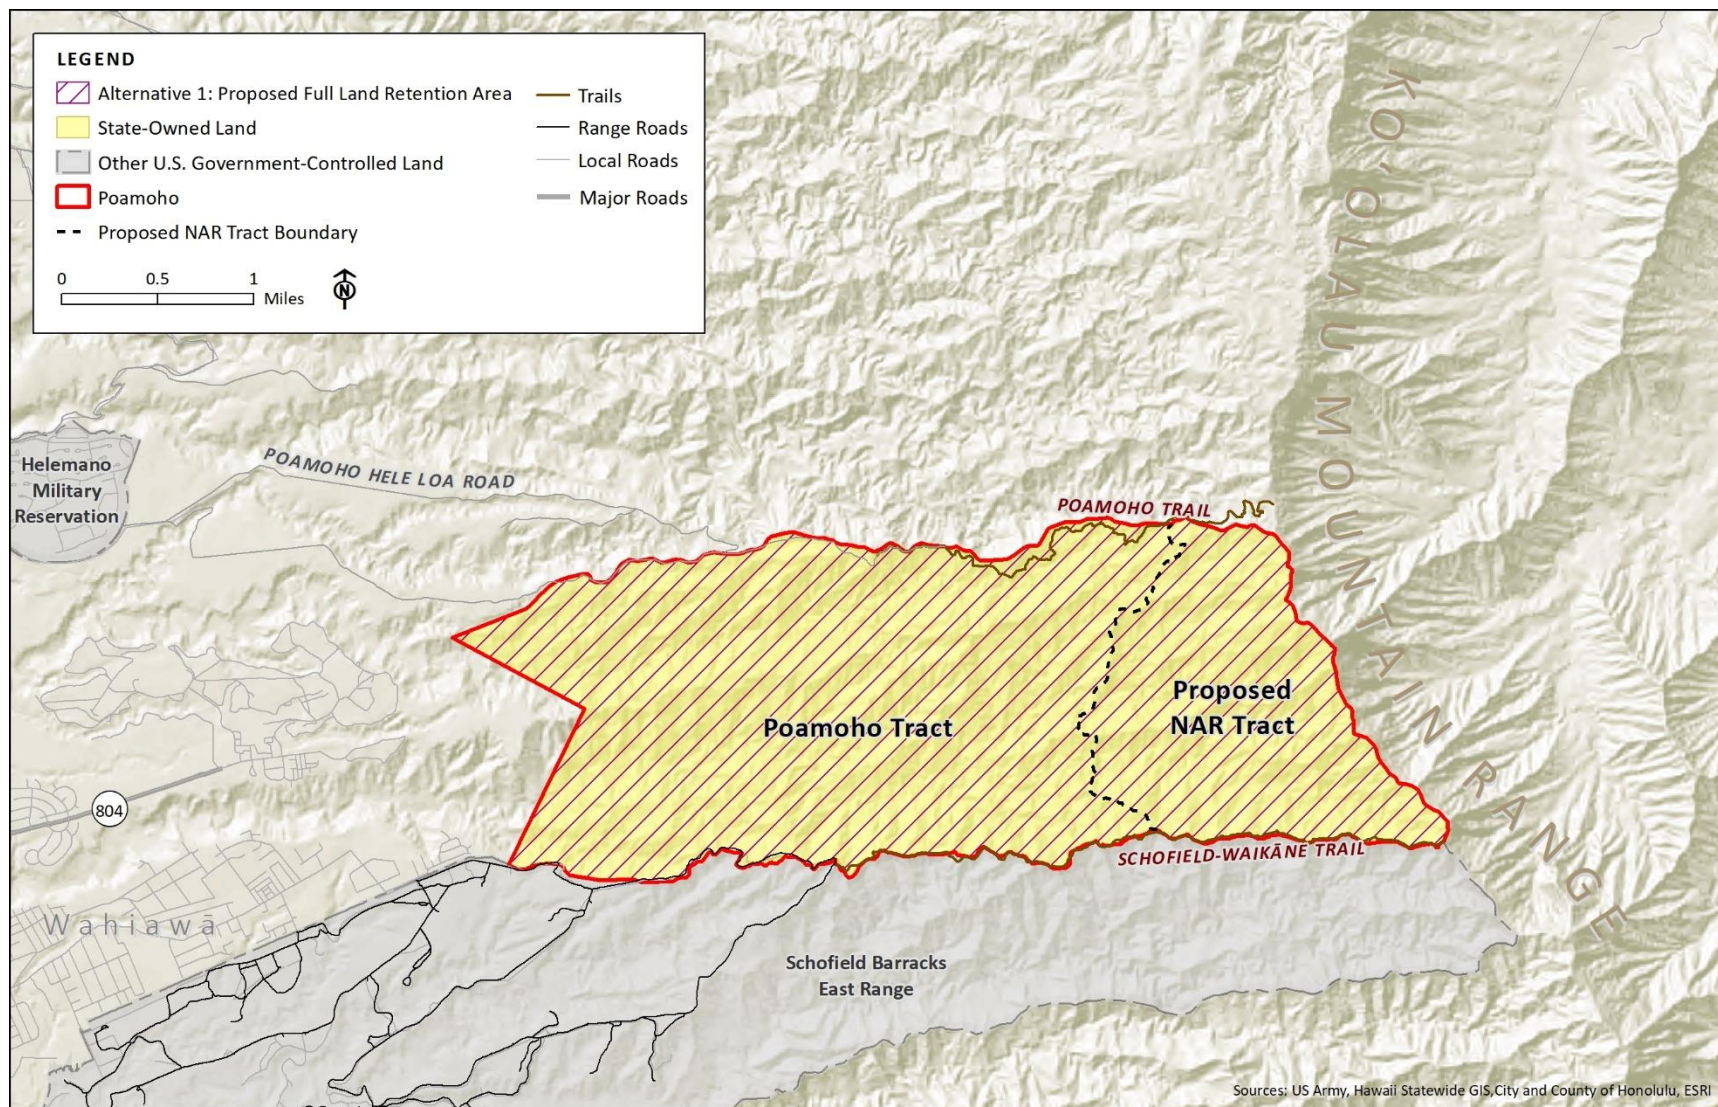 LEGEND
Alternative 1: Proposed Full Land Retention Area
State-Owned Land
Other U.S. Government-Controlled Land
Poamoho
Proposed NAR Tract Boundary
Trails
Range Roads
Local Roads
Major Roads
0 0.5 1
Miles
N
KO'OLAU MOUNTAIN RANGE
Helemano
Military
Reservation
POAMOHO HELE LOA ROAD
POAMOHO TRAIL
Proposed
NAR Tract
Poamoho Tract
804
SCHOFIELD-WAIKĀNE TRAIL
Wahiawā
Schofield Barracks
East Range
Sources: US Army, Hawaii Statewide GIS,City and County of Honolulu, ESRI